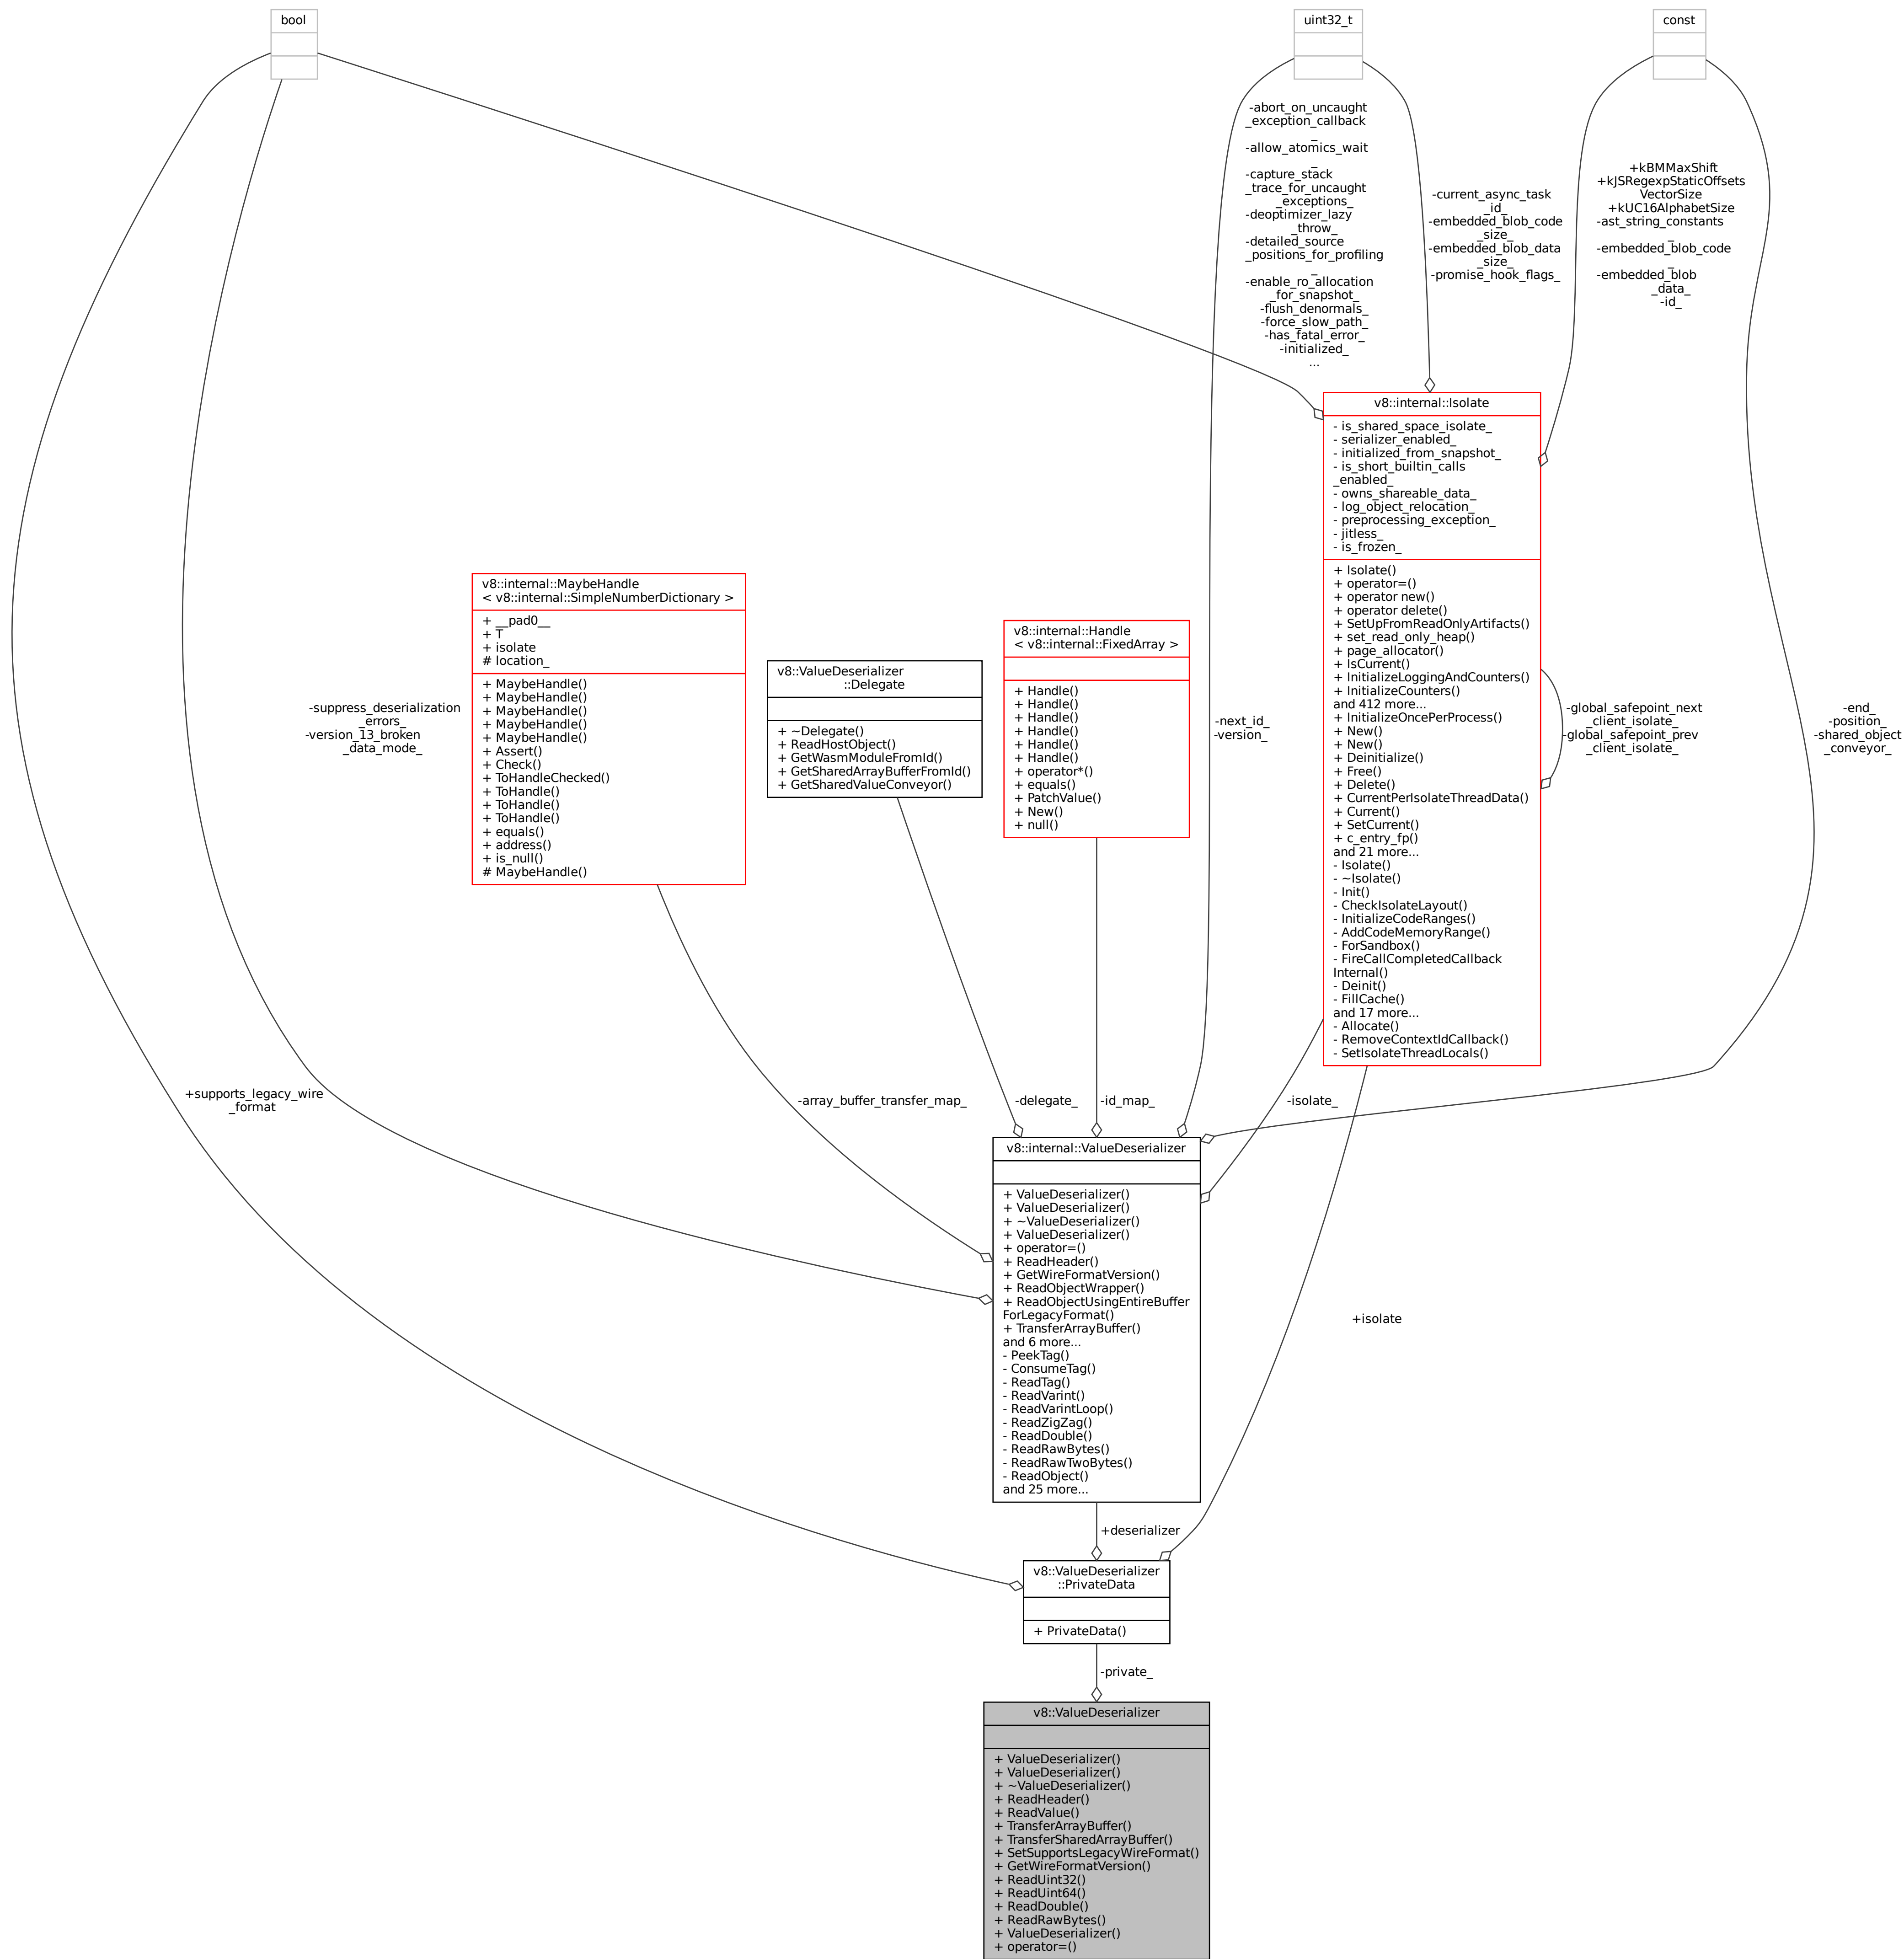 bool
uint32_t
const
-abort_on_uncaught
_exception_callback
_
-allow_atomics_wait
_
-capture_stack
_trace_for_uncaught
_exceptions_
-deoptimizer_lazy
_throw_
-detailed_source
_positions_for_profiling
_
-enable_ro_allocation
_for_snapshot_
-flush_denormals_
-force_slow_path_
-has_fatal_error_
-initialized_
...
-current_async_task
_id_
-embedded_blob_code
_size_
-embedded_blob_data
_size_
-promise_hook_flags_
+kBMMaxShift
+kJSRegexpStaticOffsets
VectorSize
+kUC16AlphabetSize
-ast_string_constants
_
-embedded_blob_code
_
-embedded_blob
_data_
-id_
v8::internal::Isolate
- is_shared_space_isolate_
- serializer_enabled_
- initialized_from_snapshot_
- is_short_builtin_calls
_enabled_
- owns_shareable_data_
- log_object_relocation_
- preprocessing_exception_
- jitless_
- is_frozen_
+ Isolate()
+ operator=()
+ operator new()
+ operator delete()
+ SetUpFromReadOnlyArtifacts()
+ set_read_only_heap()
+ page_allocator()
+ IsCurrent()
+ InitializeLoggingAndCounters()
+ InitializeCounters()
and 412 more...
+ InitializeOncePerProcess()
+ New()
+ New()
+ Deinitialize()
+ Free()
+ Delete()
+ CurrentPerIsolateThreadData()
+ Current()
+ SetCurrent()
+ c_entry_fp()
and 21 more...
- Isolate()
- ~Isolate()
- Init()
- CheckIsolateLayout()
- InitializeCodeRanges()
- AddCodeMemoryRange()
- ForSandbox()
- FireCallCompletedCallback
Internal()
- Deinit()
- FillCache()
and 17 more...
- Allocate()
- RemoveContextIdCallback()
- SetIsolateThreadLocals()
v8::internal::MaybeHandle
< v8::internal::SimpleNumberDictionary >
+ __pad0__
+ T
+ isolate
# location_
+ MaybeHandle()
+ MaybeHandle()
+ MaybeHandle()
+ MaybeHandle()
+ MaybeHandle()
+ Assert()
+ Check()
+ ToHandleChecked()
+ ToHandle()
+ ToHandle()
+ ToHandle()
+ equals()
+ address()
+ is_null()
# MaybeHandle()
v8::ValueDeserializer
::Delegate
+ ~Delegate()
+ ReadHostObject()
+ GetWasmModuleFromId()
+ GetSharedArrayBufferFromId()
+ GetSharedValueConveyor()
v8::internal::Handle
< v8::internal::FixedArray >
+ Handle()
+ Handle()
+ Handle()
+ Handle()
+ Handle()
+ Handle()
+ operator*()
+ equals()
+ PatchValue()
+ New()
+ null()
-suppress_deserialization
_errors_
-version_13_broken
_data_mode_
-next_id_
-version_
-global_safepoint_next
_client_isolate_
-global_safepoint_prev
_client_isolate_
-end_
-position_
-shared_object
_conveyor_
+supports_legacy_wire
_format
-array_buffer_transfer_map_
-delegate_
-id_map_
-isolate_
v8::internal::ValueDeserializer
+ ValueDeserializer()
+ ValueDeserializer()
+ ~ValueDeserializer()
+ ValueDeserializer()
+ operator=()
+ ReadHeader()
+ GetWireFormatVersion()
+ ReadObjectWrapper()
+ ReadObjectUsingEntireBuffer
ForLegacyFormat()
+ TransferArrayBuffer()
and 6 more...
- PeekTag()
- ConsumeTag()
- ReadTag()
- ReadVarint()
- ReadVarintLoop()
- ReadZigZag()
- ReadDouble()
- ReadRawBytes()
- ReadRawTwoBytes()
- ReadObject()
and 25 more...
+isolate
+deserializer
v8::ValueDeserializer
::PrivateData
+ PrivateData()
-private_
v8::ValueDeserializer
+ ValueDeserializer()
+ ValueDeserializer()
+ ~ValueDeserializer()
+ ReadHeader()
+ ReadValue()
+ TransferArrayBuffer()
+ TransferSharedArrayBuffer()
+ SetSupportsLegacyWireFormat()
+ GetWireFormatVersion()
+ ReadUint32()
+ ReadUint64()
+ ReadDouble()
+ ReadRawBytes()
+ ValueDeserializer()
+ operator=()